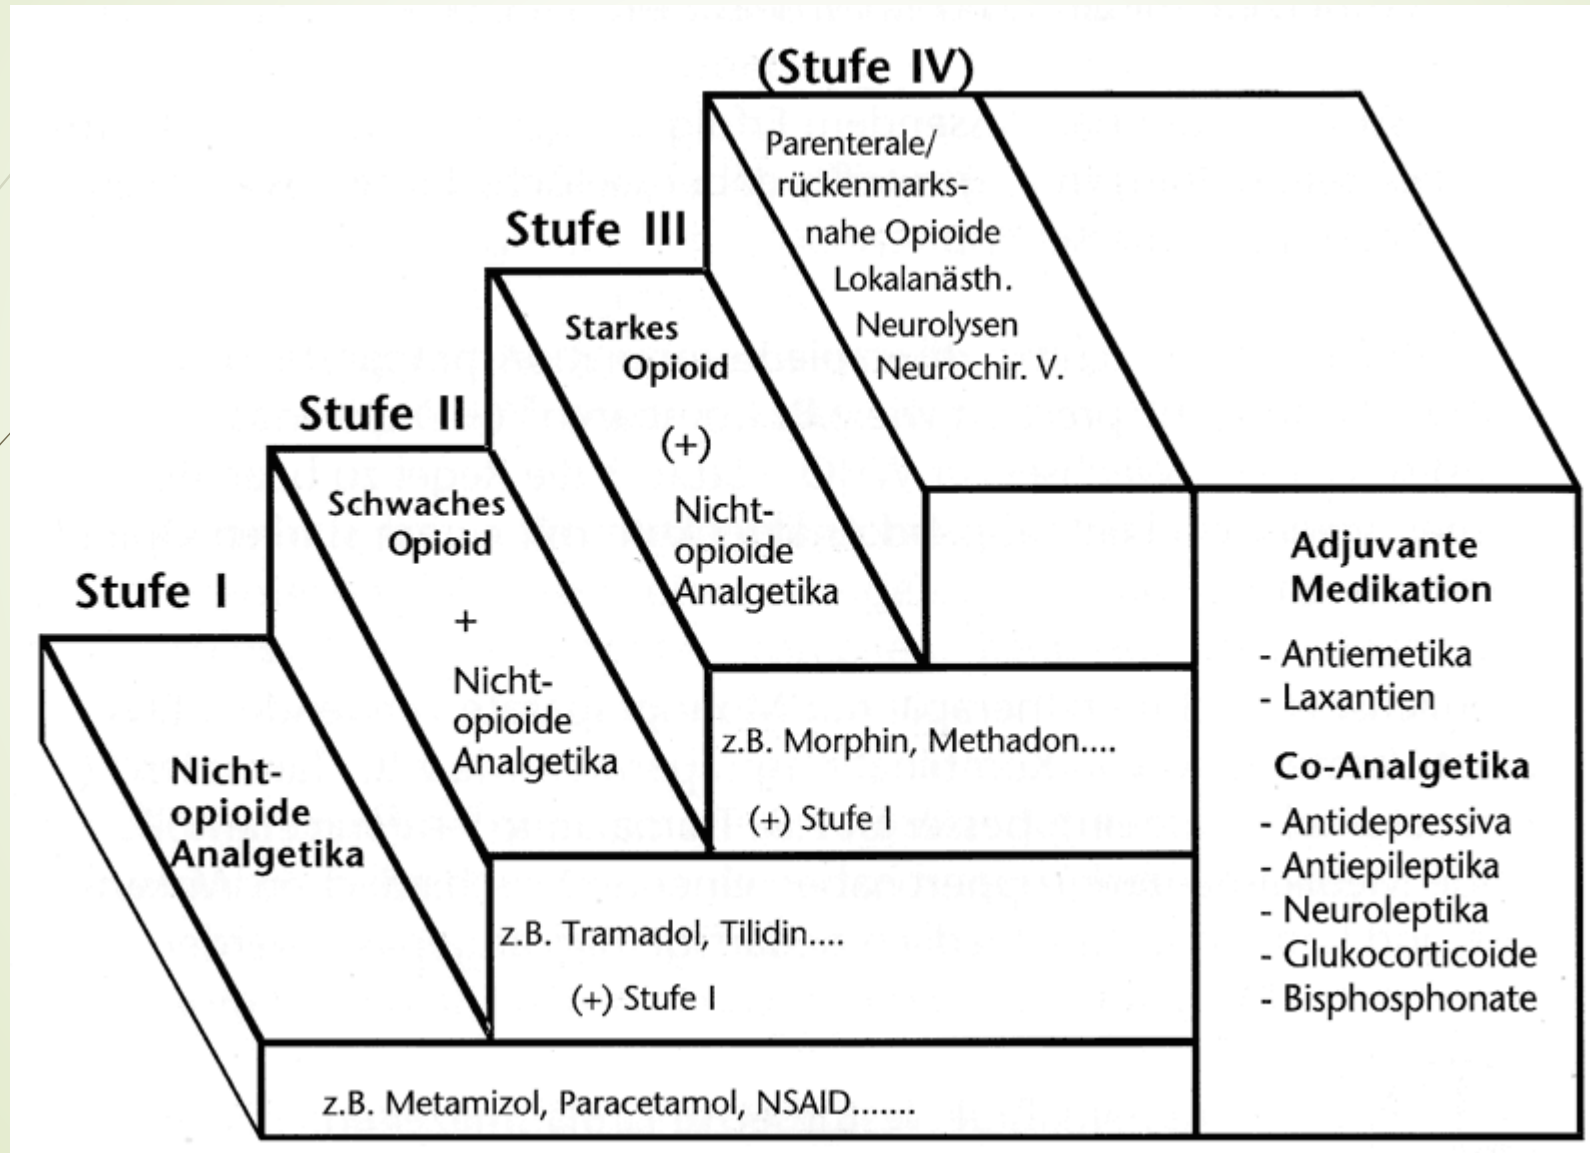 (Stufe IV)
Parenterale/
rückenmarks-
nahe Opioide
Lokalanästh.
Neurolysen
Neurochir. V.
Stufe III
Starkes
Opioid
(+)
Nicht-
opioide
Analgetika
Stufe II
Schwaches
Opioid
+
Nicht-
opioide
Analgetika
Stufe I
Nicht-
opioide
Analgetika
z.B. Morphin, Methadon....
(+) Stufe I
z.B. Tramadol, Tilidin....
(+) Stufe I
z.B. Metamizol, Paracetamol, NSAID.......
Adjuvante
Medikation
- Antiemetika
- Laxantien
Co-Analgetika
- Antidepressiva
- Antiepileptika
- Neuroleptika
- Glukocorticoide
- Bisphosphonate